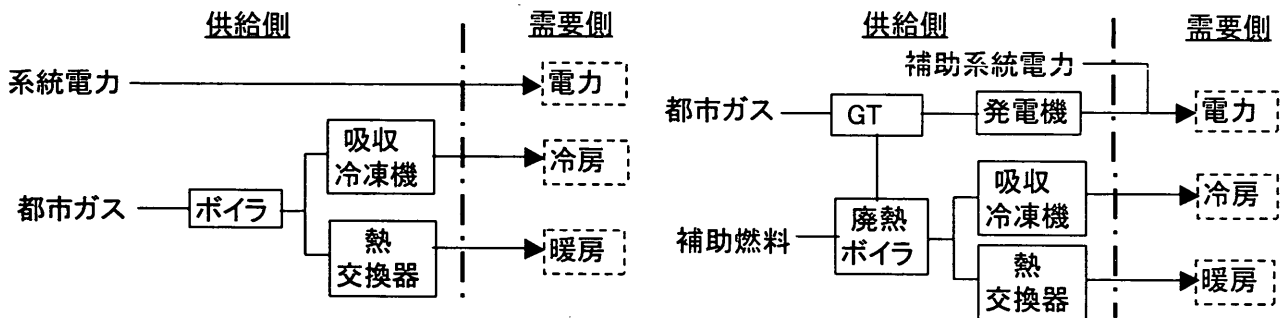 供給側
需要側
系統電力
電力
吸収
冷凍機
冷房
都市ガス
ボイラ
熱
交換器
暖房
供給側
需要側
補助系統電力
都市ガス
GT
発電機
電力
吸収
冷凍機
冷房
補助燃料
廃熱
ボイラ
熱
交換器
暖房